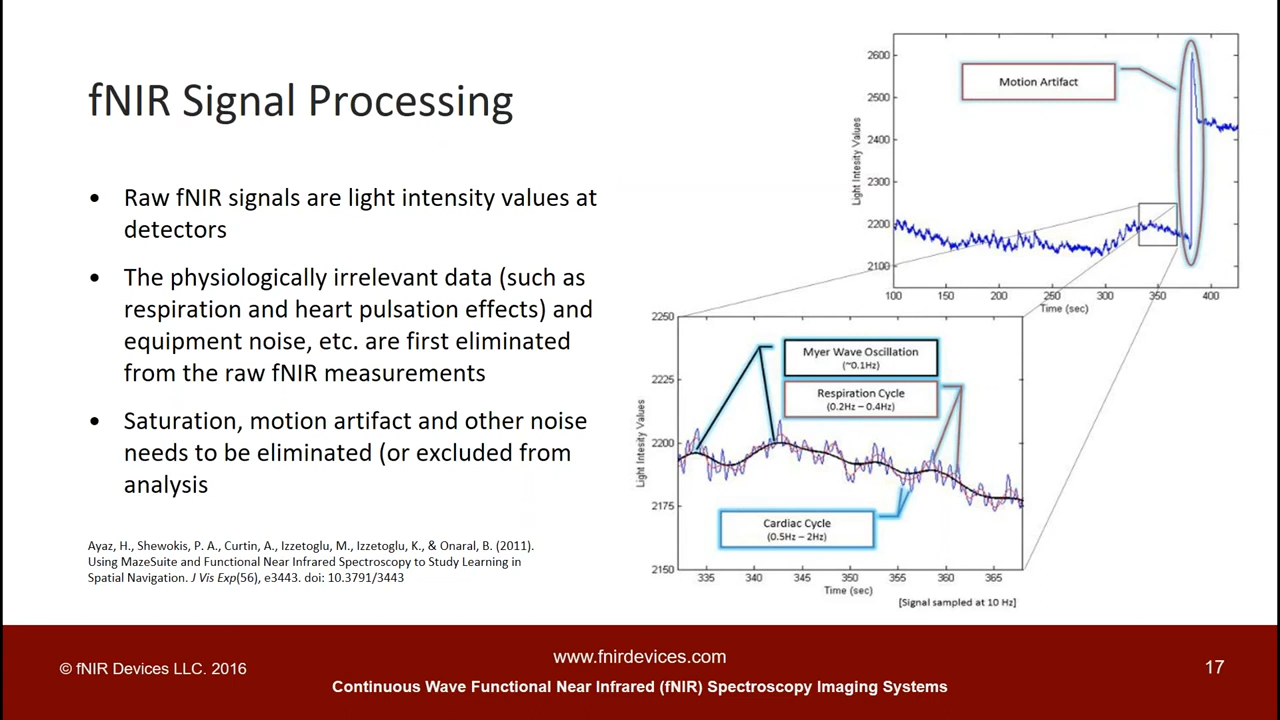 fNIR Signal Processing
• Raw fNIR signals are light intensity values at
detectors
• The physiologically irrelevant data (such as
respiration and heart pulsation effects) and
equipment noise, etc. are first eliminated
from the raw fNIR measurements
• Saturation, motion artifact and other noise
needs to be eliminated (or excluded from
analysis
Ayaz, H., Shewokis, P. A., Curtin, A., Izzetoglu, M., Izzetoglu, K., & Onaral, B. (2011).
Using MazeSuite and Functional Near Infrared Spectroscopy to Study Learning in
Spatial Navigation. J Vis Exp(56), e3443. doi: 10.3791/3443
2600
2500
2400
2300
2200
2100
Light Intesity Values
Motion Artifact
100 150 200 250 300 350 400
Time (sec)
2250
2225
2200
2175
2150
Light Intesity Values
Myer Wave Oscillation
(~0.1Hz)
Respiration Cycle
(0.2Hz – 0.4Hz)
Cardiac Cycle
(0.5Hz – 2Hz)
335 340 345 350 355 360 365
Time (sec)
[Signal sampled at 10 Hz]
© fNIR Devices LLC. 2016
www.fnirdevices.com
Continuous Wave Functional Near Infrared (fNIR) Spectroscopy Imaging Systems
17